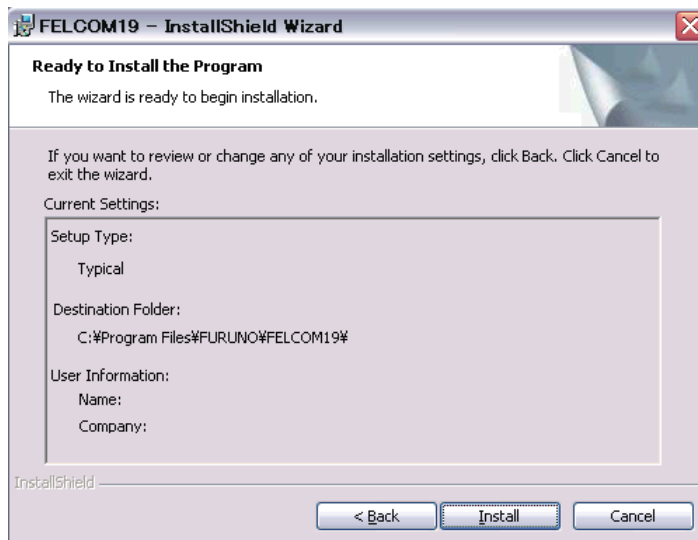 FELCOM19 - InstallShield Wizard
Ready to Install the Program
The wizard is ready to begin installation.
If you want to review or change any of your installation settings, click Back. Click Cancel to
exit the wizard.
Current Settings:
Setup Type:
Typical
Destination Folder:
C:¥Program Files¥FURUNO¥FELCOM19¥
User Information:
Name:
Company:
InstallShield
< Back
Install
Cancel